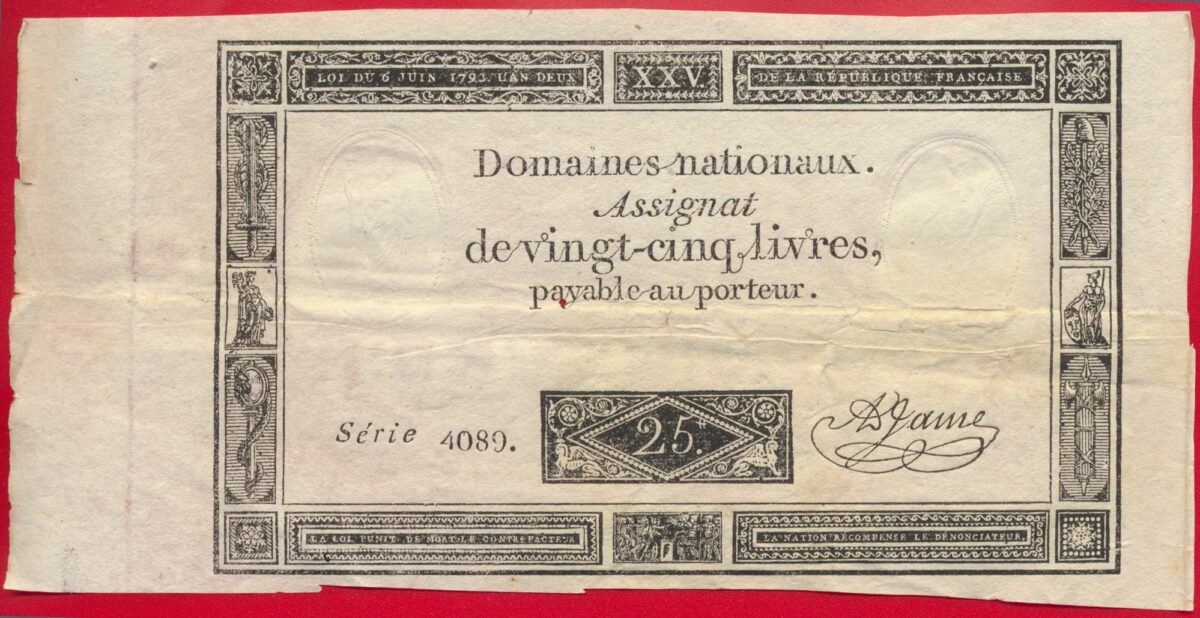 LOI DU 6 JUIN 1793. L'AN DEUX
XXV.
DE LA RÉPUBLIQUE FRANÇAISE
Domaines nationaux.
Assignat
de vingt-cinq livres,
payable au porteur.
Série 4089.
25.
ADJame
LA LOI PUNIT DE MORT LE CONTREFACTEUR
LA NATION RÉCOMPENSE LE DÉNONCIATEUR.